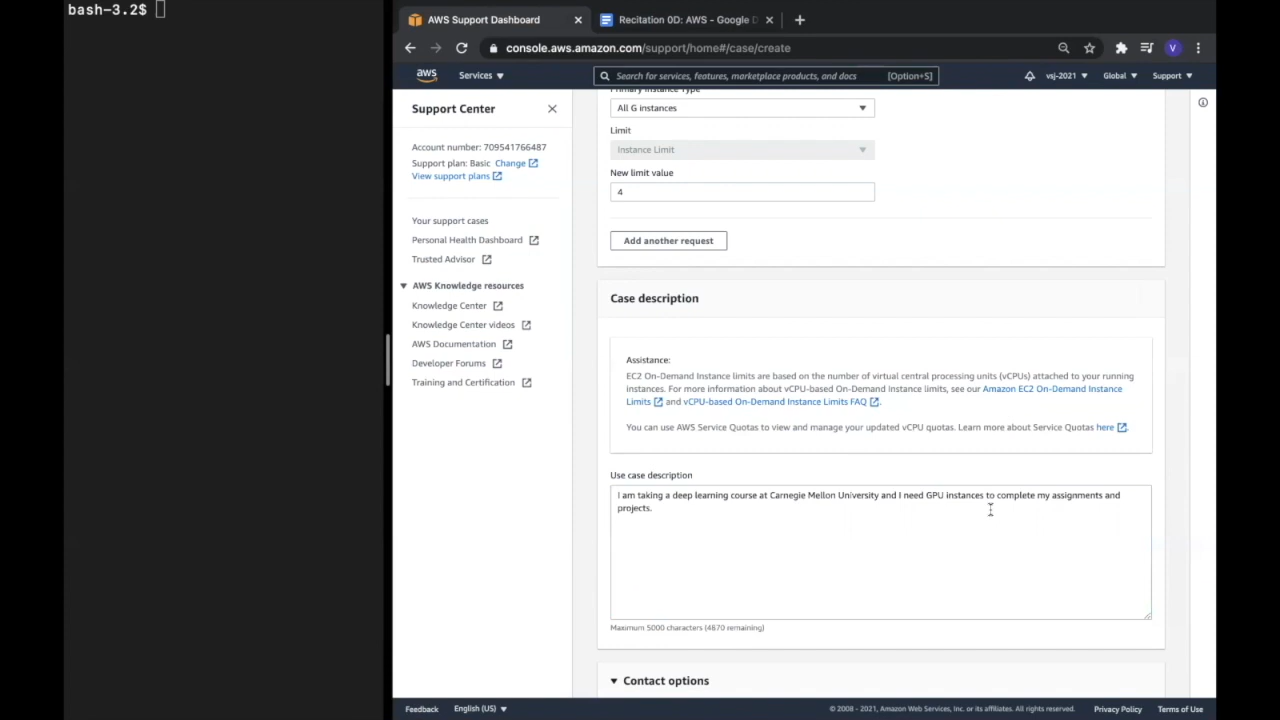 bash-3.2$
AWS Support Dashboard
Recitation 0D: AWS - Google D
console.aws.amazon.com/support/home#/case/create
V
aws
Services
Search for services, features, marketplace products, and docs
[Option+S]
vsj-2021
Global
Support
Support Center
Account number: 709541766487
Support plan: Basic Change
View support plans
Your support cases
Personal Health Dashboard
Trusted Advisor
AWS Knowledge resources
Knowledge Center
Knowledge Center videos
AWS Documentation
Developer Forums
Training and Certification
Primary Instance Type
All G instances
Limit
Instance Limit
New limit value
4
Add another request
Case description
Assistance:
EC2 On-Demand Instance limits are based on the number of virtual central processing units (vCPUs) attached to your running
instances. For more information about vCPU-based On-Demand Instance limits, see our Amazon EC2 On-Demand Instance
Limits and vCPU-based On-Demand Instance Limits FAQ .
You can use AWS Service Quotas to view and manage your updated vCPU quotas. Learn more about Service Quotas here .
Use case description
I am taking a deep learning course at Carnegie Mellon University and I need GPU instances to complete my assignments and
projects.
Maximum 5000 characters (4870 remaining)
Contact options
Feedback
English (US)
© 2008 - 2021, Amazon Web Services, Inc. or its affiliates. All rights reserved.
Privacy Policy
Terms of Use